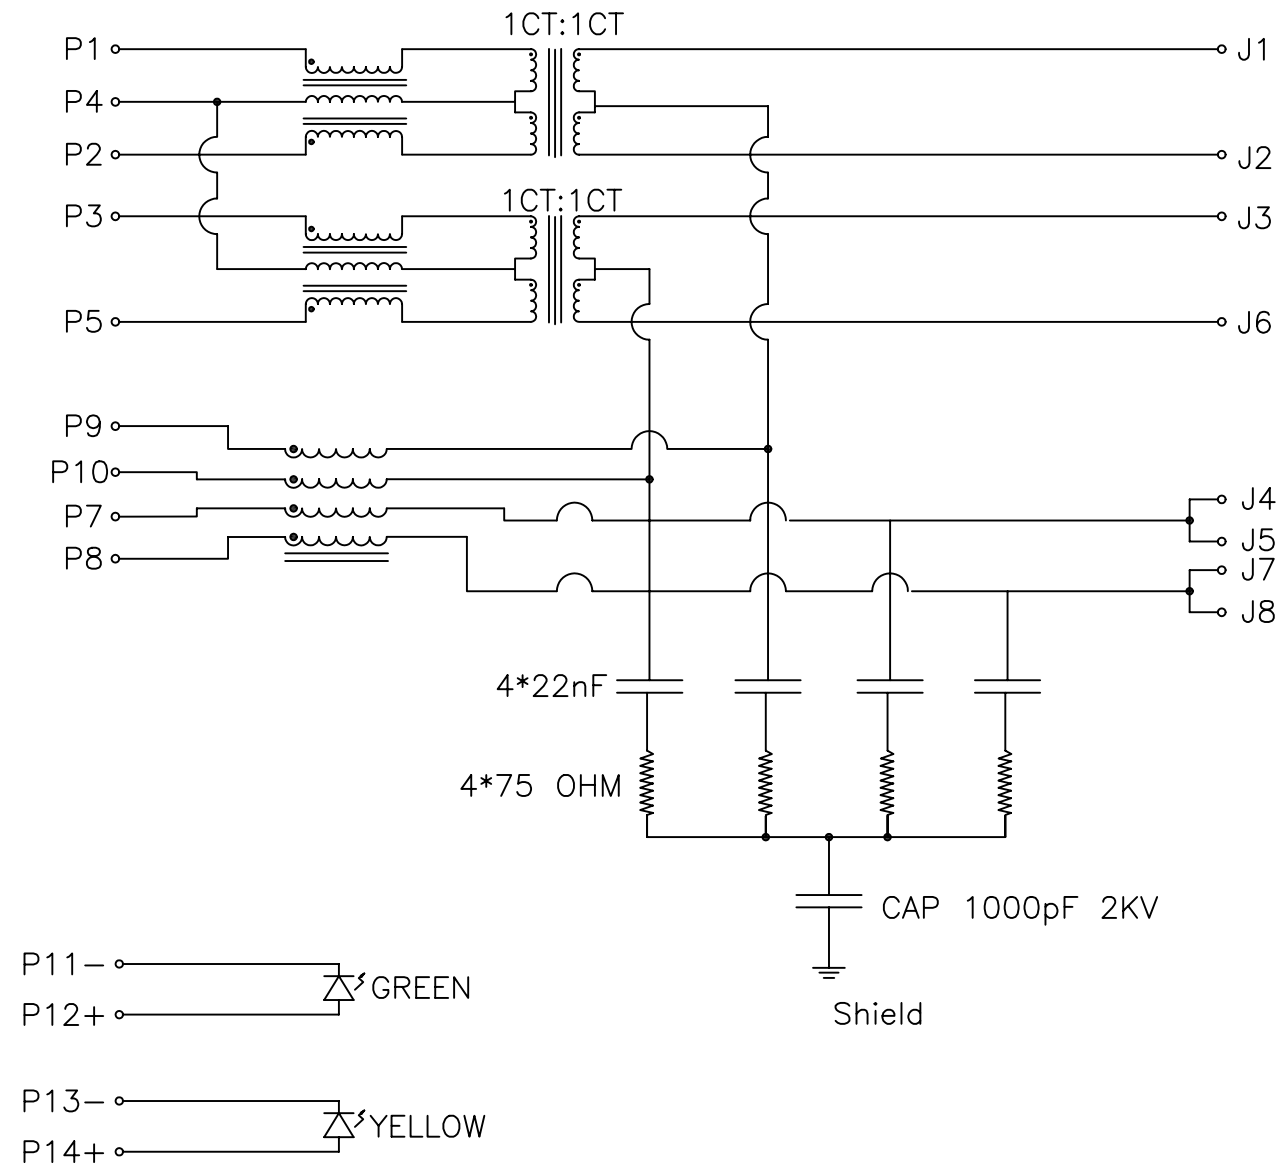 1CT:1CT
P1 J1
P4
P2 J2
1CT:1CT
P3 J3
P5 J6
P9
P10
P7
P8
J4
J5
J7
J8
4*22nF
4*75 OHM
CAP 1000pF 2KV
Shield
P11-
GREEN
P12+
P13-
YELLOW
P14+